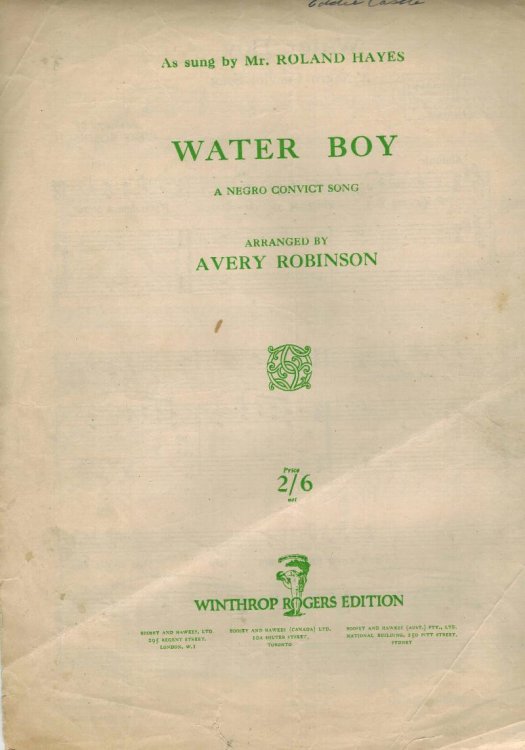 Eddie Castle
As sung by Mr. ROLAND HAYES
WATER BOY
A NEGRO CONVICT SONG
ARRANGED BY
AVERY ROBINSON
Price
2/6
net
WINTHROP ROGERS EDITION
BOOSEY AND HAWKES, LTD.
295 REGENT STREET,
LONDON, W.1
BOOSEY AND HAWKES (CANADA) LTD.
10A SHUTER STREET,
TORONTO
BOOSEY AND HAWKES (AUST.) PTY., LTD.
NATIONAL BUILDING, 250 PITT STREET,
SYDNEY